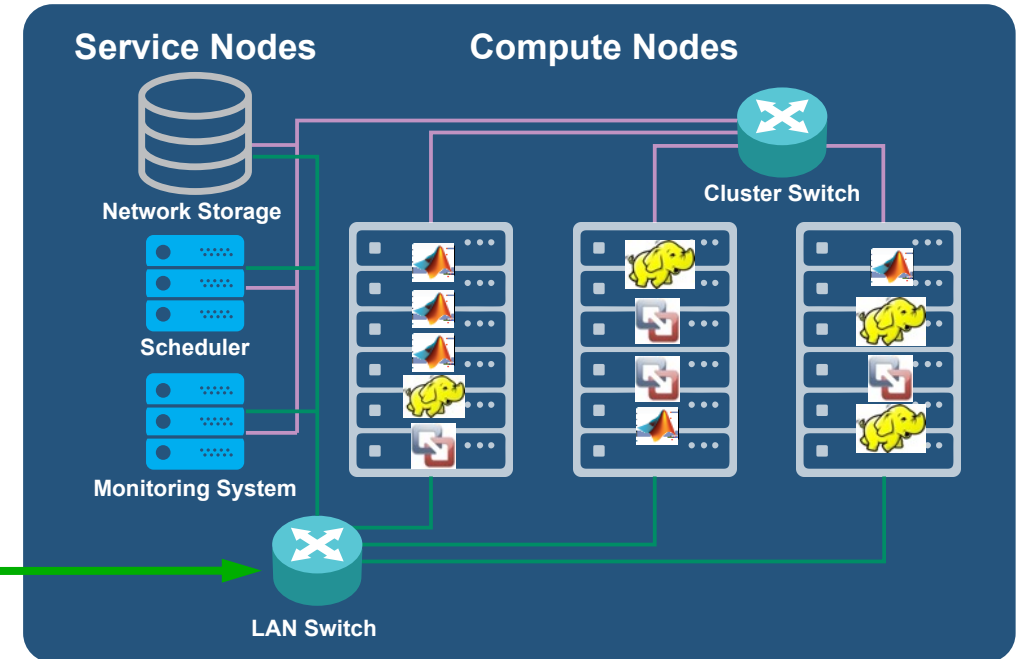 Service Nodes
Compute Nodes
Cluster Switch
Network Storage
Scheduler
Monitoring System
LAN Switch